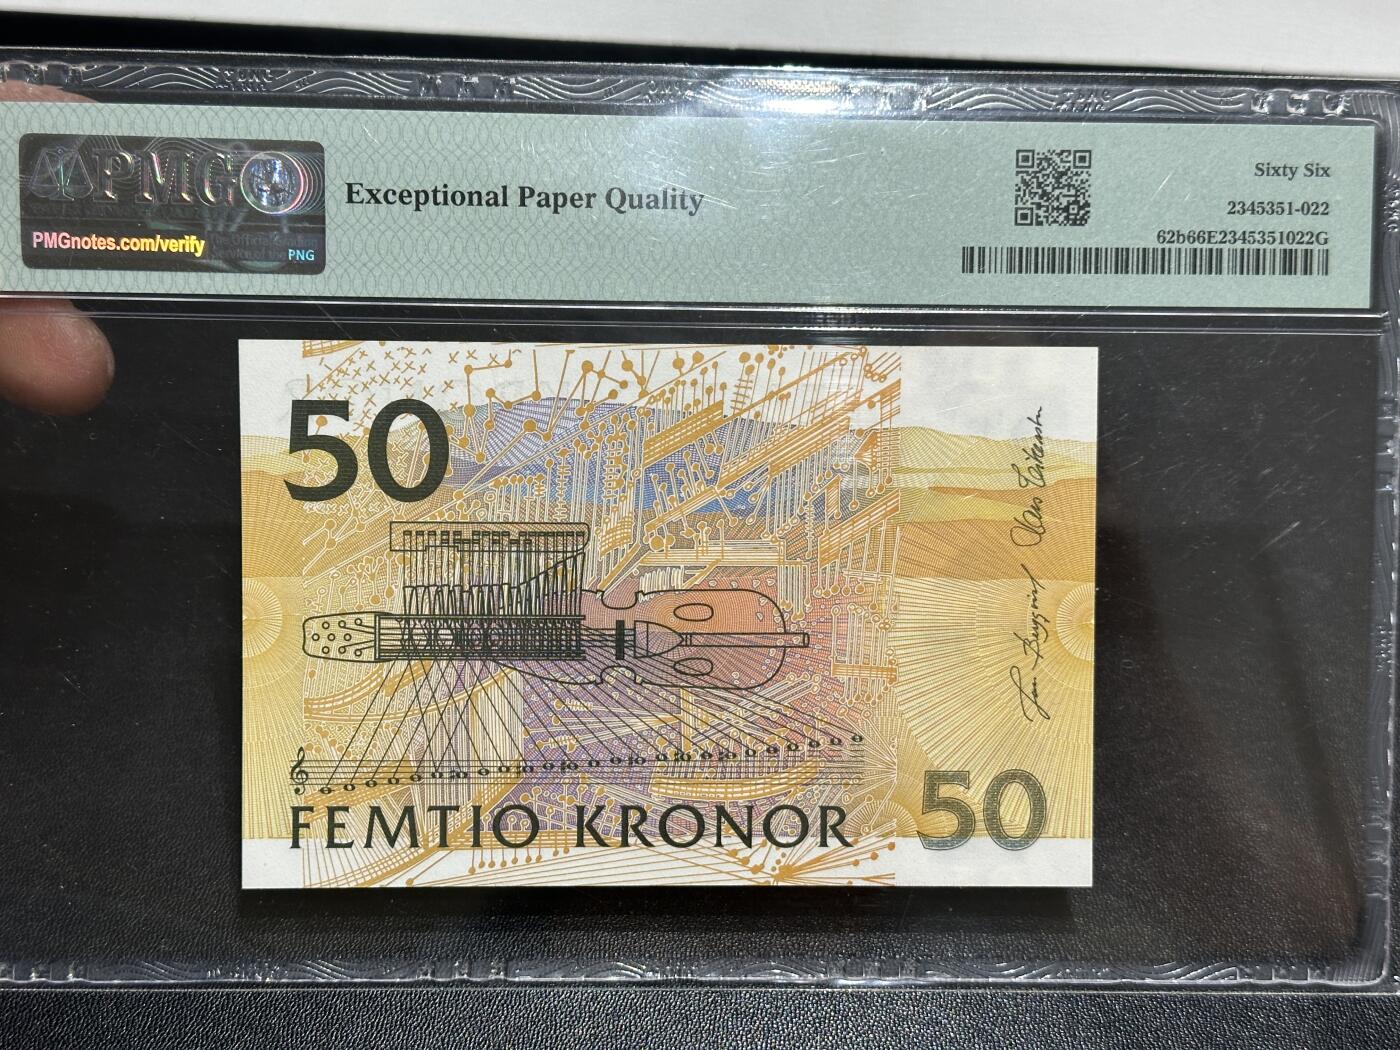 PMG
PMGnotes.com/verify
PNG
Exceptional Paper Quality
Sixty Six
2345351-022
62b66E2345351022G
50
FEMTIO KRONOR
50